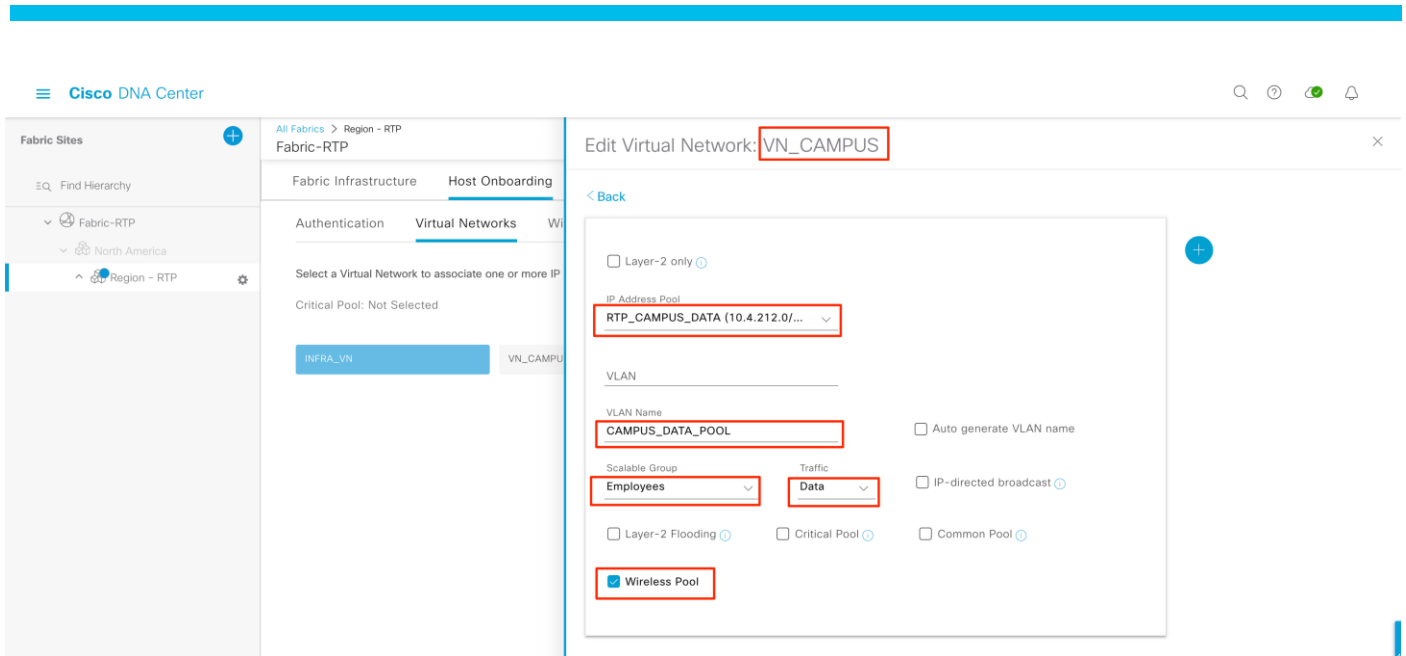 Cisco DNA Center
Fabric Sites
Find Hierarchy
Fabric-RTP
North America
Region - RTP
All Fabrics > Region - RTP
Fabric-RTP
Fabric Infrastructure Host Onboarding
Authentication Virtual Networks Wi
Select a Virtual Network to associate one or more IP
Critical Pool: Not Selected
INFRA_VN VN_CAMPU
Edit Virtual Network: VN_CAMPUS
< Back
Layer-2 only
IP Address Pool
RTP_CAMPUS_DATA (10.4.212.0/...
VLAN
VLAN Name
CAMPUS_DATA_POOL Auto generate VLAN name
Scalable Group Traffic
Employees Data IP-directed broadcast
Layer-2 Flooding Critical Pool Common Pool
Wireless Pool